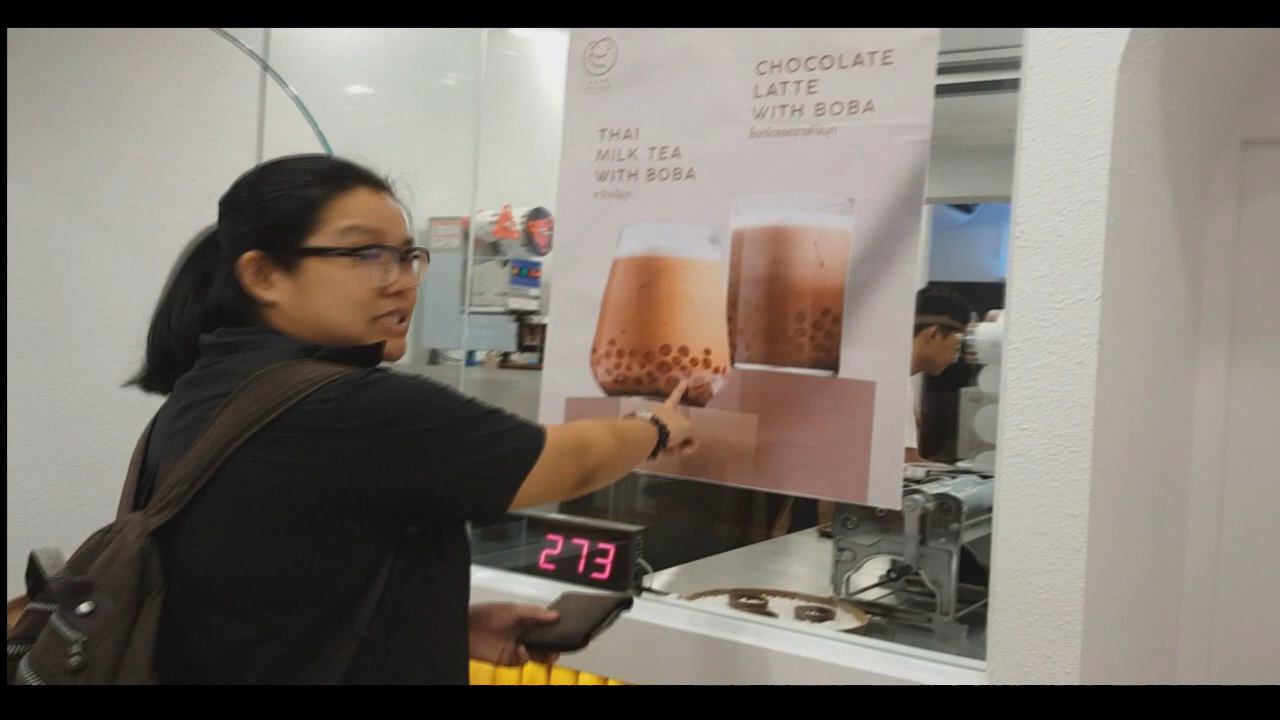 CHOCOLATE
LATTE
WITH BOBA
THAI
MILK TEA
WITH BOBA
273